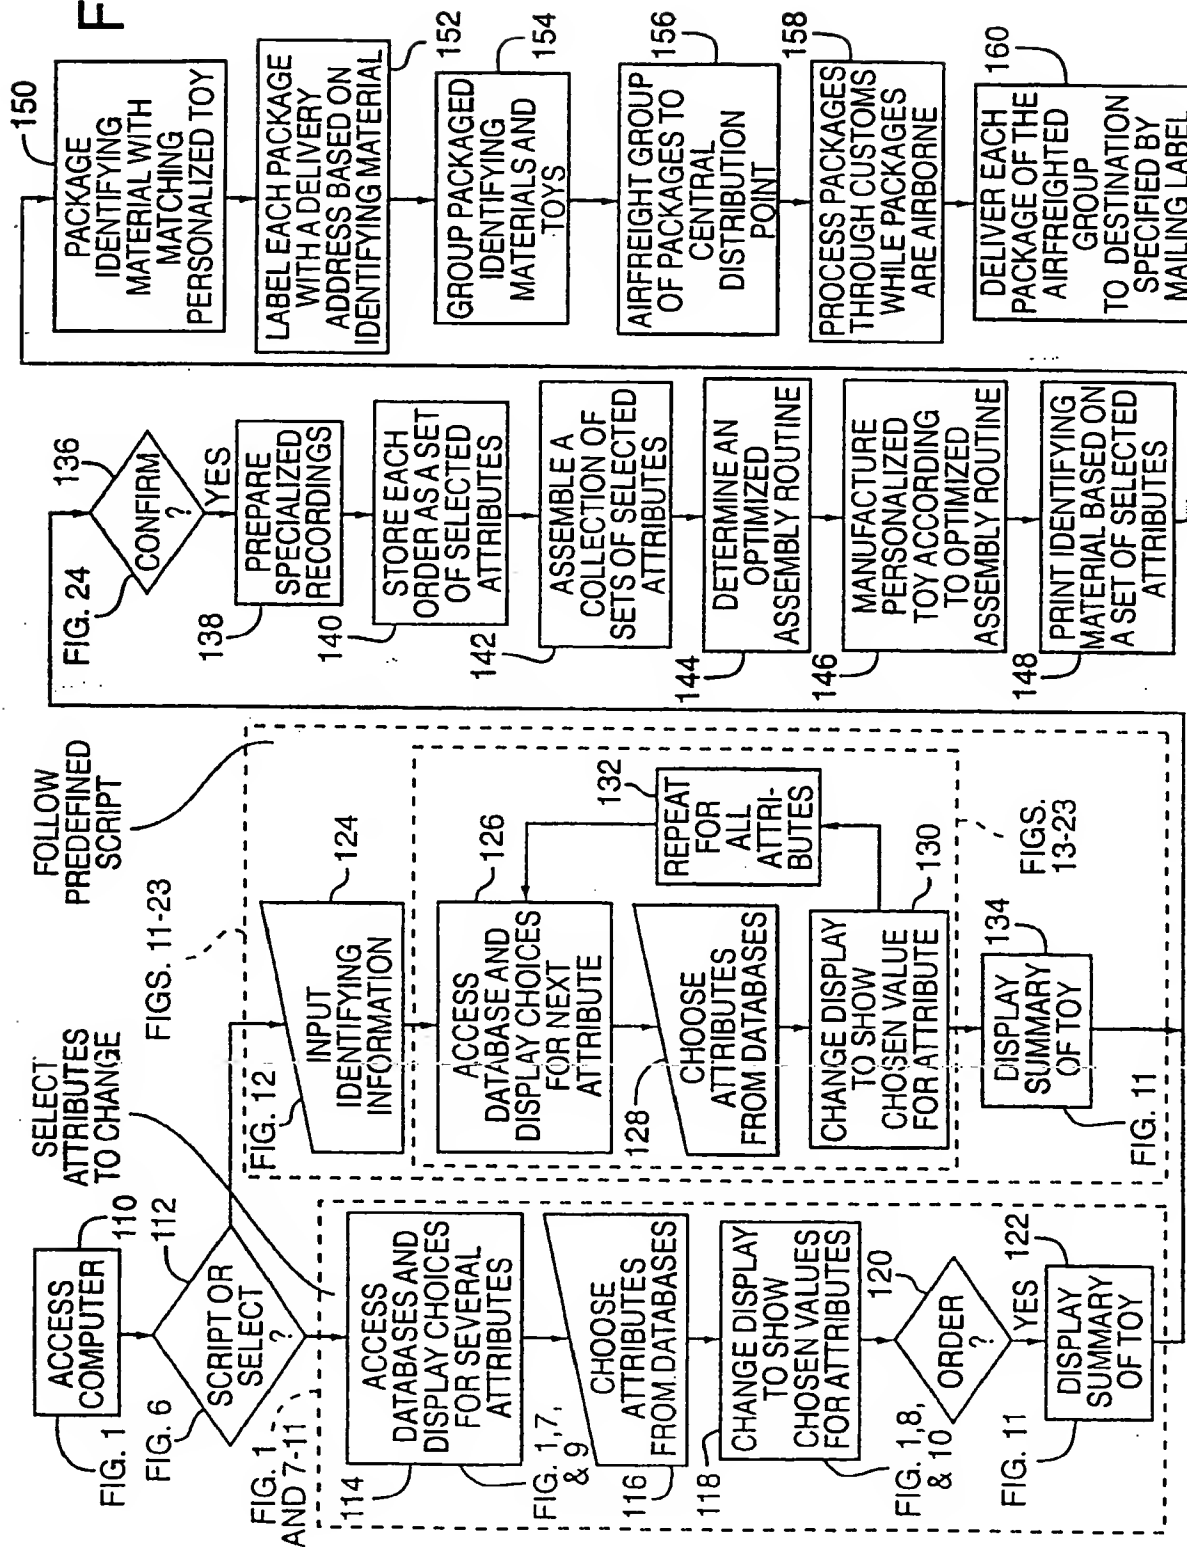 F
110
ACCESS
COMPUTER
FIG. 1
112
SCRIPT OR
SELECT
?
FIG. 6
SELECT
ATTRIBUTES
TO CHANGE
FIG. 1
AND 7-11
114
ACCESS
DATABASES AND
DISPLAY CHOICES
FOR SEVERAL
ATTRIBUTES
FIG. 1,7,
& 9
CHOOSE
ATTRIBUTES
FROM.DATABASES
116
118
CHANGE DISPLAY
TO SHOW
CHOSEN VALUES
FOR ATTRIBUTES
FIG. 1,8,
& 10
120
ORDER
?
YES
122
DISPLAY
SUMMARY
OF TOY
FIG. 11
FOLLOW
PREDEFINED
SCRIPT
FIGS. 11-23
124
INPUT
IDENTIFYING
INFORMATION
FIG. 12
126
ACCESS
DATABASE AND
DISPLAY CHOICES
FOR NEXT
ATTRIBUTE
128
CHOOSE
ATTRIBUTES
FROM DATABASES
130
CHANGE DISPLAY
TO SHOW
CHOSEN VALUE
FOR ATTRIBUTE
132
REPEAT
FOR
ALL
ATTRI-
BUTES
FIGS.
13-23
134
DISPLAY
SUMMARY
OF TOY
FIG. 11
136
CONFIRM
?
FIG. 24
YES
138
PREPARE
SPECIALIZED
RECORDINGS
140
STORE EACH
ORDER AS A SET
OF SELECTED
ATTRIBUTES
142
ASSEMBLE A
COLLECTION OF
SETS OF SELECTED
ATTRIBUTES
144
DETERMINE AN
OPTIMIZED
ASSEMBLY ROUTINE
146
MANUFACTURE
PERSONALIZED
TOY ACCORDING
TO OPTIMIZED
ASSEMBLY ROUTINE
148
PRINT IDENTIFYING
MATERIAL BASED ON
A SET OF SELECTED
ATTRIBUTES
150
PACKAGE
IDENTIFYING
MATERIAL WITH
MATCHING
PERSONALIZED TOY
152
LABEL EACH PACKAGE
WITH A DELIVERY
ADDRESS BASED ON
IDENTIFYING MATERIAL
154
GROUP PACKAGED
IDENTIFYING
MATERIALS AND
TOYS
156
AIRFREIGHT GROUP
OF PACKAGES TO
CENTRAL
DISTRIBUTION
POINT
158
PROCESS PACKAGES
THROUGH CUSTOMS
WHILE PACKAGES
ARE AIRBORNE
160
DELIVER EACH
PACKAGE OF THE
AIRFREIGHTED
GROUP
TO DESTINATION
SPECIFIED BY
MAILING LABEL